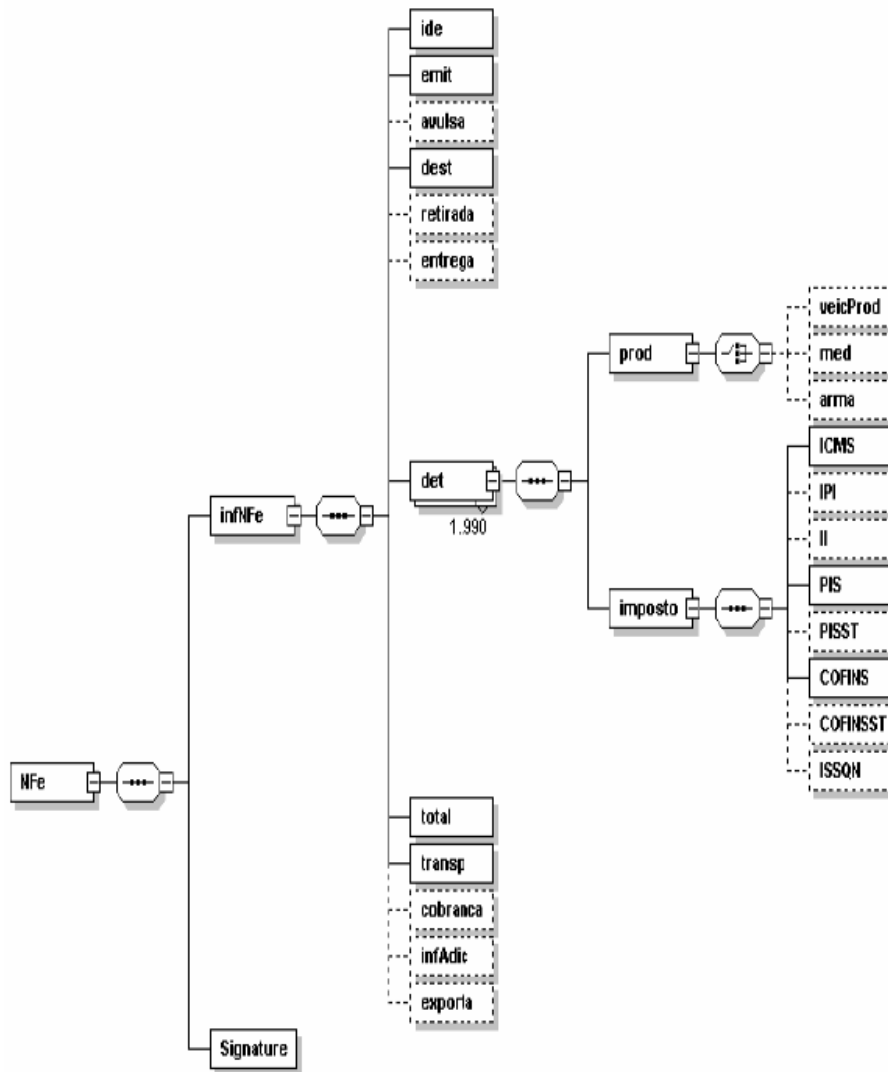 ide
emit
avulsa
dest
retirada
entrega
veicProd
prod
med
arma
ICMS
det
IPI
infNFe
1..990
II
PIS
imposto
PISST
COFINS
COFINSST
NFe
ISSQN
total
transp
cobranca
infAdic
exporta
Signature